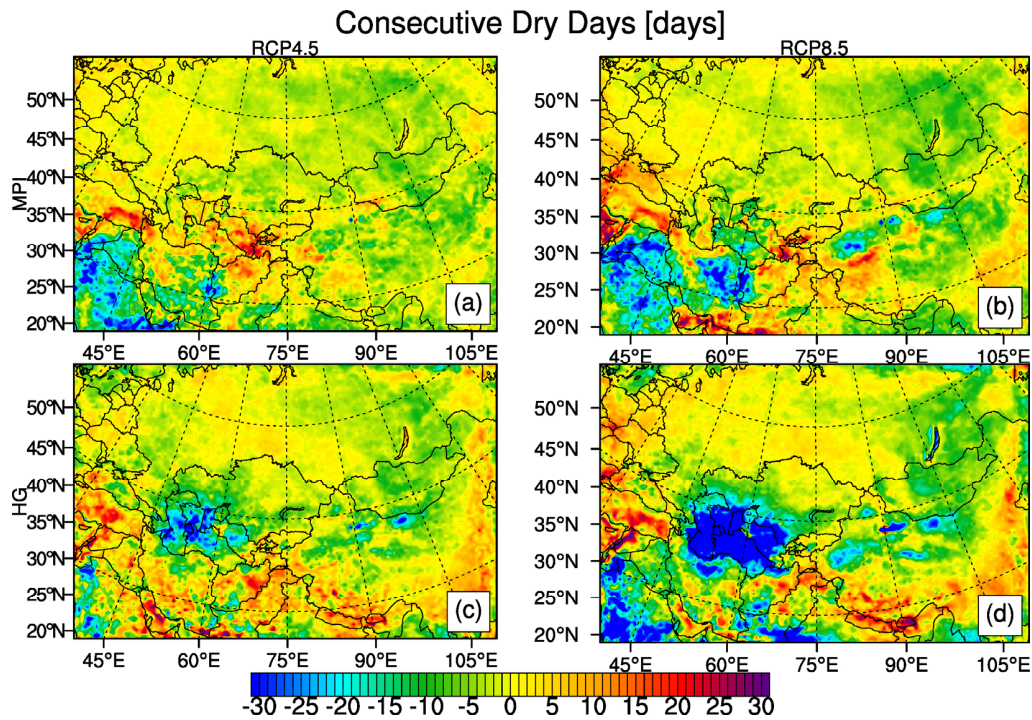 Consecutive Dry Days [days]
RCP4.5 RCP8.5
MPI
50°N 50°N
45°N 45°N
40°N 40°N
35°N 35°N
30°N 30°N
25°N 25°N
20°N 20°N
(a) (b)
45°E 60°E 75°E 90°E 105°E 45°E 60°E 75°E 90°E 105°E
HG
50°N 50°N
45°N 45°N
40°N 40°N
35°N 35°N
30°N 30°N
25°N 25°N
20°N 20°N
(c) (d)
45°E 60°E 75°E 90°E 105°E 45°E 60°E 75°E 90°E 105°E
-30 -25 -20 -15 -10 -5 0 5 10 15 20 25 30